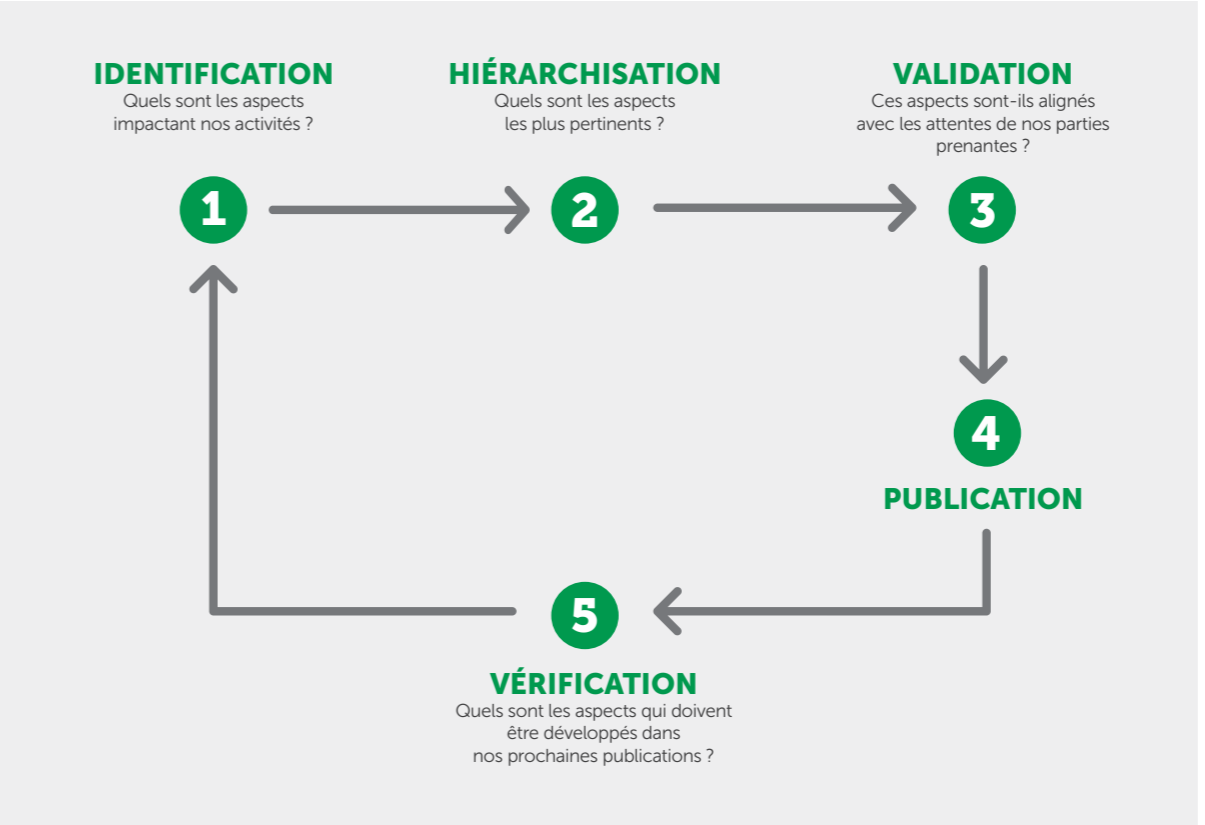 IDENTIFICATION
Quels sont les aspects
impactant nos activités ?
1
HIÉRARCHISATION
Quels sont les aspects
les plus pertinents ?
2
VALIDATION
Ces aspects sont-ils alignés
avec les attentes de nos parties
prenantes ?
3
4
PUBLICATION
5
VÉRIFICATION
Quels sont les aspects qui doivent
être développés dans
nos prochaines publications ?